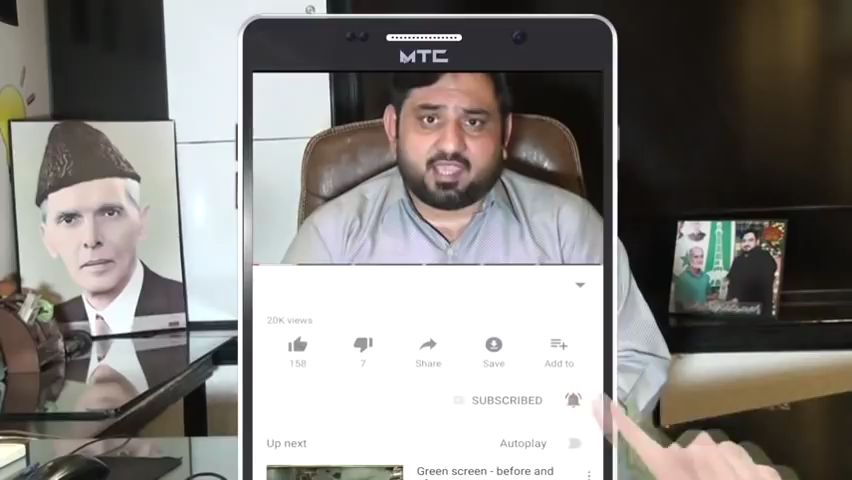 MTC
20K views
158
7
Share
Save
Add to
SUBSCRIBED
Up next
Autoplay
Green screen - before and